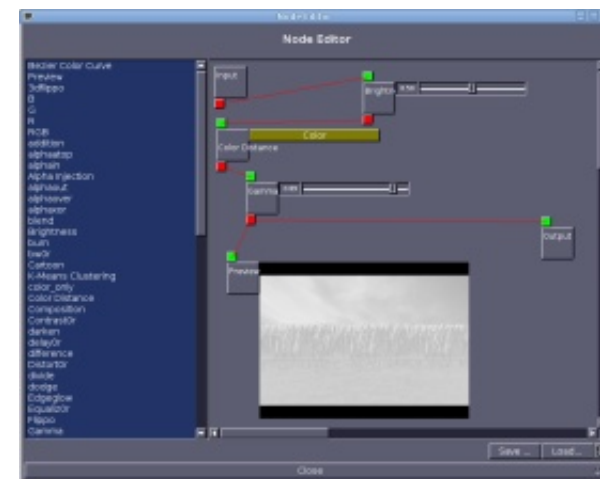 Node Editor
Node Editor
Bezier Color Curve
Preview
3dflippo
B
G
R
RGB
addition
alphaatop
alphain
Alpha Injection
alphaout
alphaover
alphaxor
blend
Brightness
burn
bw0r
Cartoon
K-Means Clustering
color_only
Color Distance
Composition
Contrast0r
darken
delay0r
difference
Distort0r
divide
dodge
Edgeglow
Equaliz0r
Flippo
Gamma
Input
Brightn
Color
Color Distance
Gamma
Output
Preview
Save ...
Load...
Close